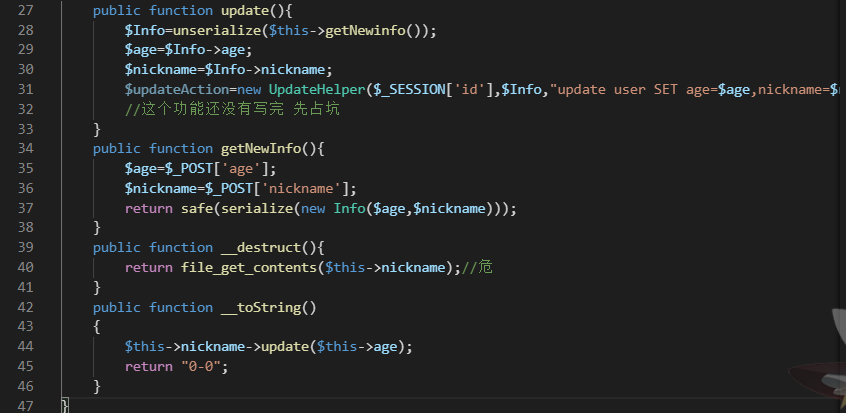 27 public function update(){
28 $Info=unserialize($this->getNewinfo());
29 $age=$Info->age;
30 $nickname=$Info->nickname;
31 $updateAction=new UpdateHelper($_SESSION['id'],$Info,"update user SET age=$age,nickname=$
32 //这个功能还没有写完 先占坑
33 }
34 public function getNewInfo(){
35 $age=$_POST['age'];
36 $nickname=$_POST['nickname'];
37 return safe(serialize(new Info($age,$nickname)));
38 }
39 public function __destruct(){
40 return file_get_contents($this->nickname);//危
41 }
42 public function __toString()
43 {
44 $this->nickname->update($this->age);
45 return "0-0";
46 }
47 }